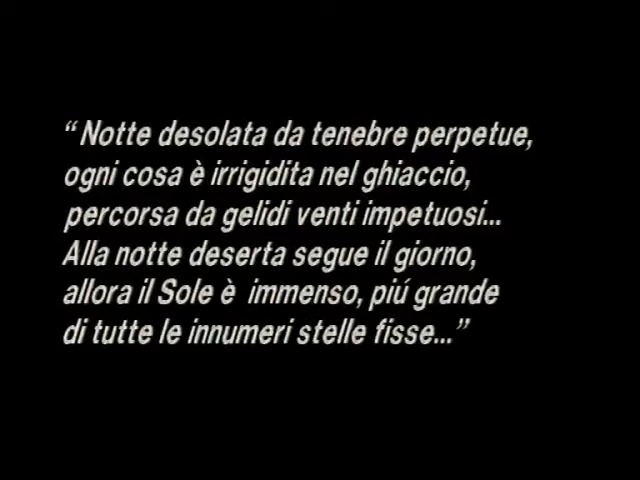 “Notte desolata da tenebre perpetue,
ogni cosa è irrigidita nel ghiaccio,
percorsa da gelidi venti impetuosi...
Alla notte deserta segue il giorno,
allora il Sole è immenso, piú grande
di tutte le innumeri stelle fisse...”